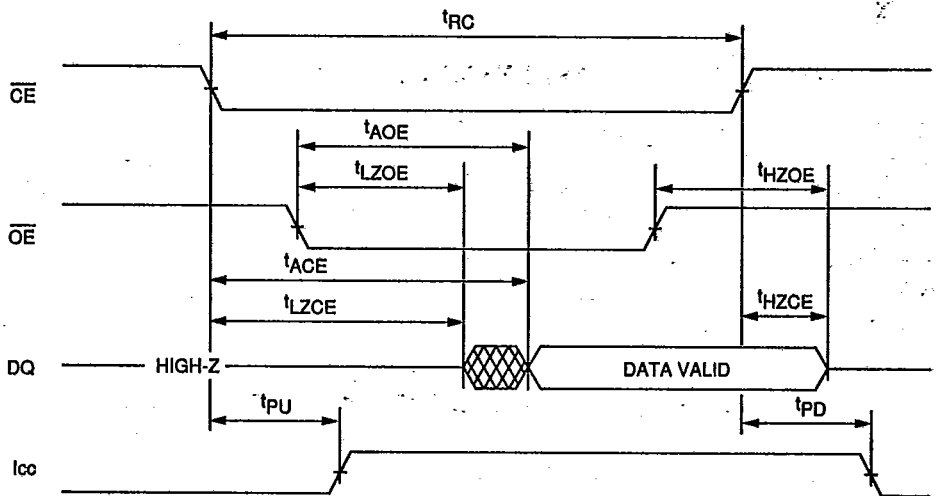 tRC
CE
tAOE
tLZOE
tHZOE
OE
tACE
tLZCE
tHZCE
DQ
HIGH-Z
DATA VALID
tPU
tPD
Icc